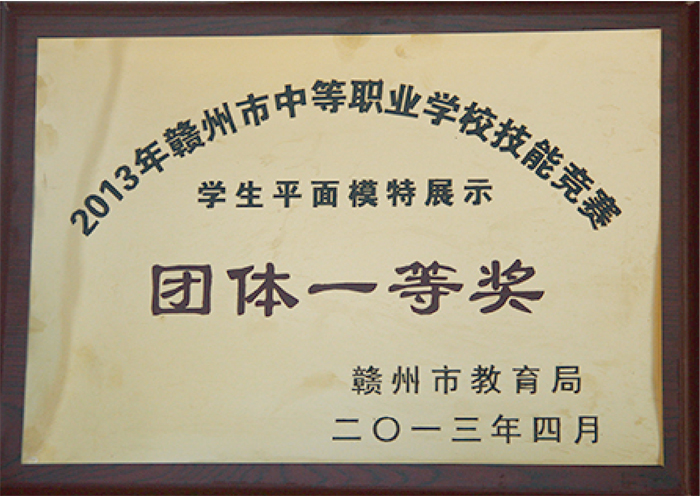 2013年赣州市中等职业学校技能竞赛
学生平面模特展示
团体一等奖
赣州市教育局
二〇一三年四月